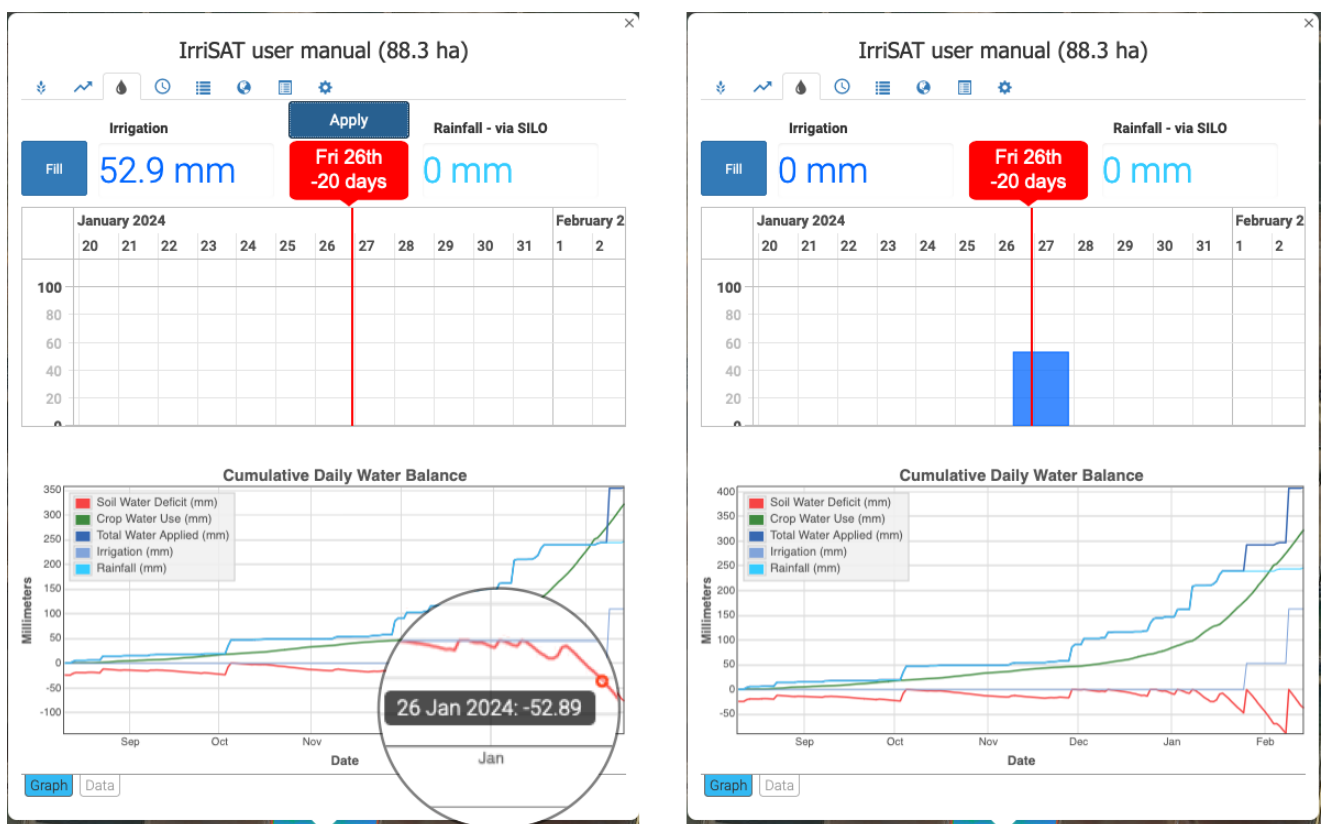 ×
IrriSAT user manual (88.3 ha)
Apply
Irrigation
Rainfall - via SILO
Fill
52.9 mm
Fri 26th
-20 days
0 mm
January 2024
February 2
20 21 22 23 24 25 26 27 28 29 30 31 1 2
100
80
60
40
20
0
Cumulative Daily Water Balance
350
300
250
200
150
100
50
0
-50
-100
Soil Water Deficit (mm)
Crop Water Use (mm)
Total Water Applied (mm)
Irrigation (mm)
Rainfall (mm)
Millimeters
26 Jan 2024: -52.89
Jan
Sep Oct Nov
Date
Graph Data
×
IrriSAT user manual (88.3 ha)
Irrigation
Rainfall - via SILO
Fill
0 mm
Fri 26th
-20 days
0 mm
January 2024
February 2
20 21 22 23 24 25 26 27 28 29 30 31 1 2
100
80
60
40
20
0
Cumulative Daily Water Balance
400
350
300
250
200
150
100
50
0
-50
Soil Water Deficit (mm)
Crop Water Use (mm)
Total Water Applied (mm)
Irrigation (mm)
Rainfall (mm)
Millimeters
Sep Oct Nov Dec Jan Feb
Date
Graph Data